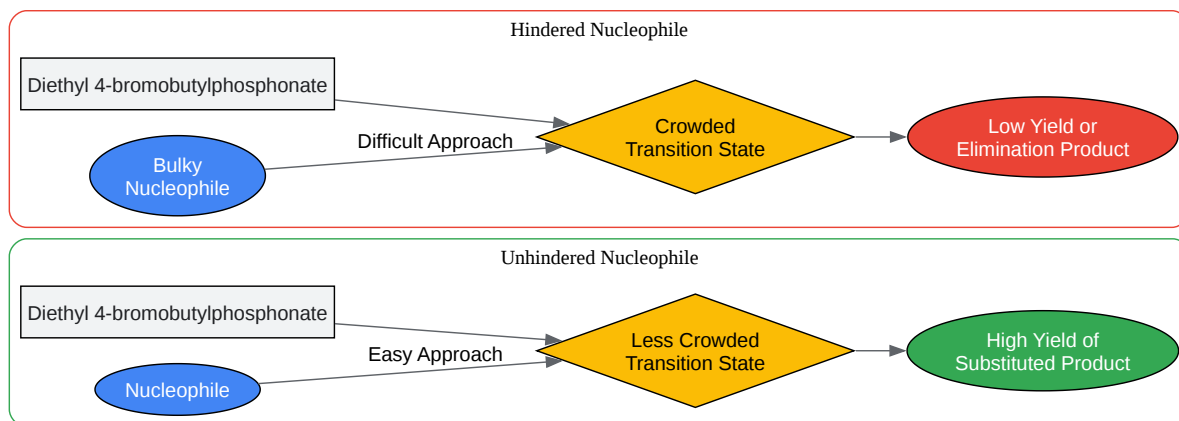 Hindered Nucleophile
Diethyl 4-bromobutylphosphonate
Difficult Approach
Bulky
Nucleophile
Crowded
Transition State
Low Yield or
Elimination Product
Unhindered Nucleophile
Diethyl 4-bromobutylphosphonate
Easy Approach
Nucleophile
Less Crowded
Transition State
High Yield of
Substituted Product